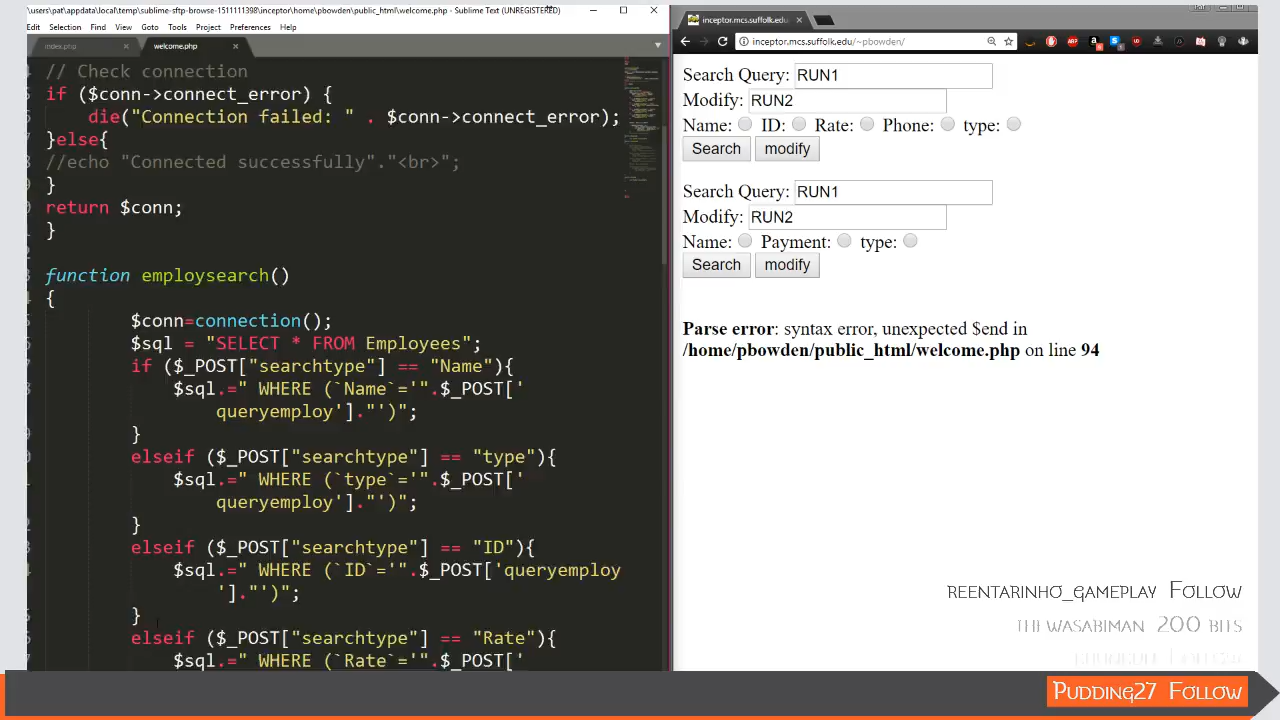 \users\pat\appdata\local\temp\sublime-sftp-browse-1511111398\inceptor\home\pbowden\public_html\welcome.php - Sublime Text (UNREGISTERED)
Edit Selection Find View Goto Tools Project Preferences Help
index.php × welcome.php ×
// Check connection
if ($conn->connect_error) {
die("Connection failed: " . $conn->connect_error);
}else{
//echo "Connected successfully"."<br>";
}
return $conn;
}
function employsearch()
{
$conn=connection();
$sql = "SELECT * FROM Employees";
if ($_POST["searchtype"] == "Name"){
$sql.=" WHERE (`Name`='".$_POST['
queryemploy']."')";
}
elseif ($_POST["searchtype"] == "type"){
$sql.=" WHERE (`type`='".$_POST['
queryemploy']."')";
}
elseif ($_POST["searchtype"] == "ID"){
$sql.=" WHERE (`ID`='".$_POST['queryemploy
']."')";
}
elseif ($_POST["searchtype"] == "Rate"){
$sql.=" WHERE (`Rate`='".$_POST['
inceptor.mcs.suffolk.edu ×
inceptor.mcs.suffolk.edu/~pbowden/
Search Query: RUN1
Modify: RUN2
Name: ID: Rate: Phone: type:
Search modify
Search Query: RUN1
Modify: RUN2
Name: Payment: type:
Search modify
Parse error: syntax error, unexpected $end in
/home/pbowden/public_html/welcome.php on line 94
REENTARINHO_GAMEPLAY FOLLOW
THEWASABIMAN 200 BITS
PUDDING27 FOLLOW